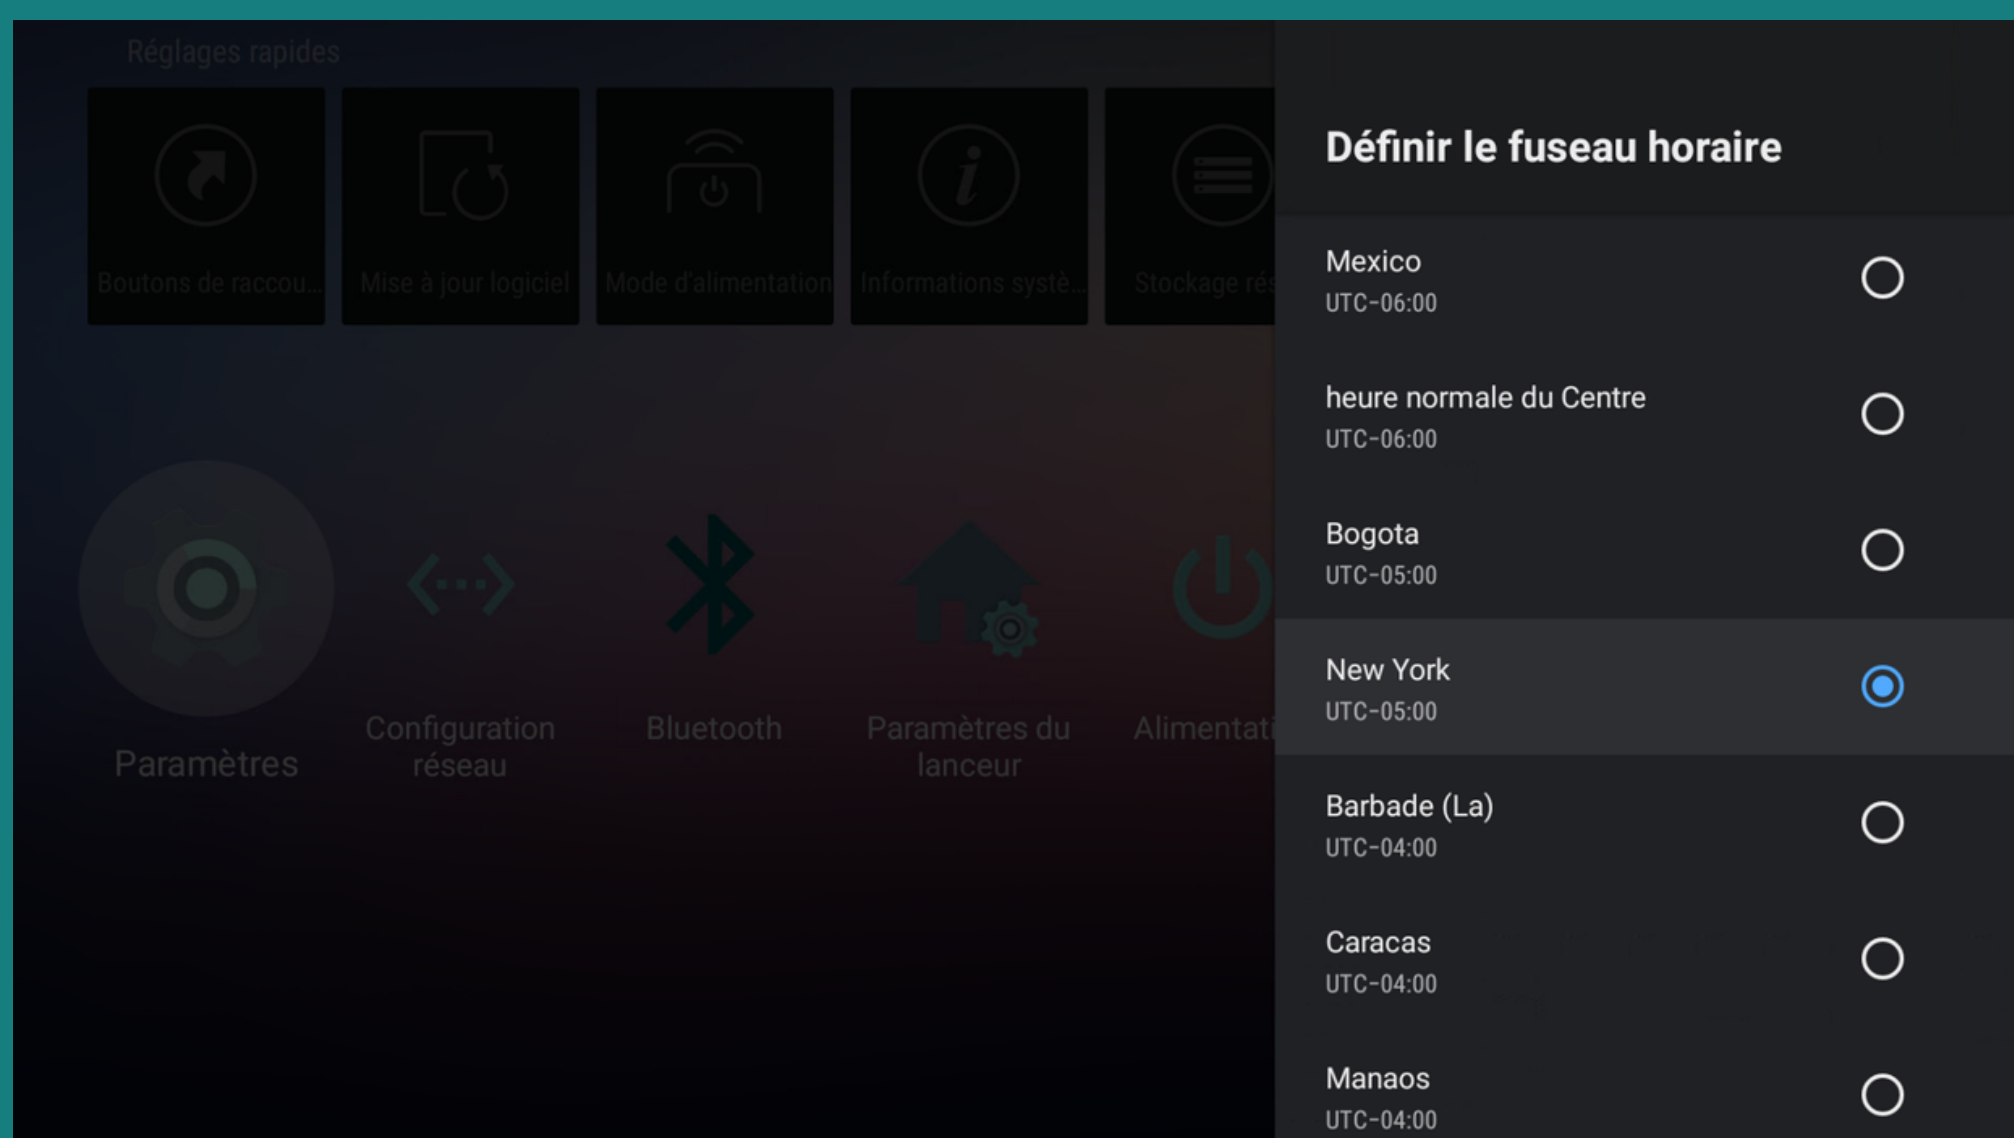 Réglages rapides
Boutons de raccou...
Mise à jour logiciel
Mode d'alimentation
Informations systè...
Stockage rés
Paramètres
Configuration
réseau
Bluetooth
Paramètres du
lanceur
Alimentati
Définir le fuseau horaire
Mexico
UTC−06:00
heure normale du Centre
UTC−06:00
Bogota
UTC−05:00
New York
UTC−05:00
Barbade (La)
UTC−04:00
Caracas
UTC−04:00
Manaos
UTC−04:00